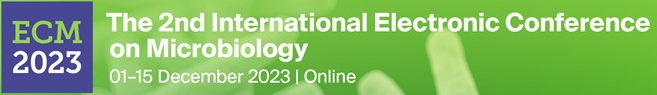 ECM
2023
The 2nd International Electronic Conference
on Microbiology
01–15 December 2023 | Online